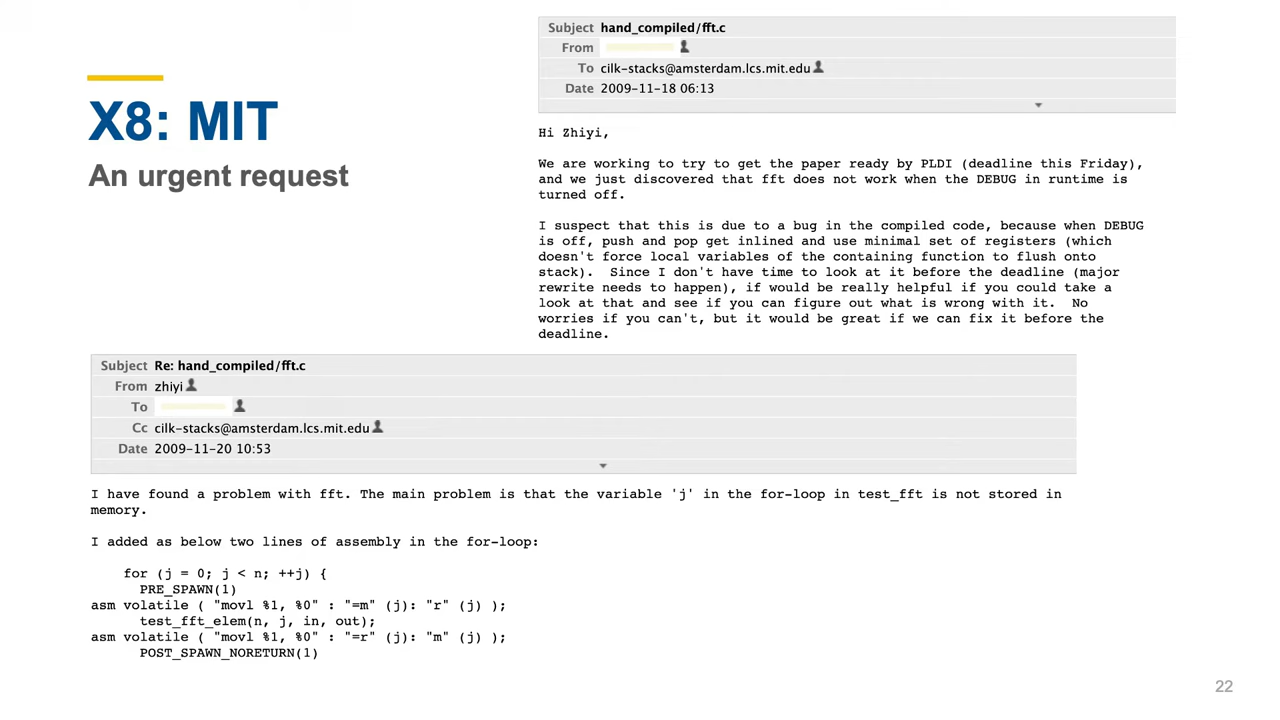 X8: MIT
An urgent request
Subject hand_compiled/fft.c
From
To cilk-stacks@amsterdam.lcs.mit.edu
Date 2009-11-18 06:13
Hi Zhiyi,
We are working to try to get the paper ready by PLDI (deadline this Friday),
and we just discovered that fft does not work when the DEBUG in runtime is
turned off.
I suspect that this is due to a bug in the compiled code, because when DEBUG
is off, push and pop get inlined and use minimal set of registers (which
doesn't force local variables of the containing function to flush onto
stack).  Since I don't have time to look at it before the deadline (major
rewrite needs to happen), if would be really helpful if you could take a
look at that and see if you can figure out what is wrong with it.  No
worries if you can't, but it would be great if we can fix it before the
deadline.
Subject Re: hand_compiled/fft.c
From zhiyi
To
Cc cilk-stacks@amsterdam.lcs.mit.edu
Date 2009-11-20 10:53
I have found a problem with fft. The main problem is that the variable 'j' in the for-loop in test_fft is not stored in
memory.
I added as below two lines of assembly in the for-loop:
for (j = 0; j < n; ++j) {
PRE_SPAWN(1)
asm volatile ( "movl %1, %0" : "=m" (j): "r" (j) );
test_fft_elem(n, j, in, out);
asm volatile ( "movl %1, %0" : "=r" (j): "m" (j) );
POST_SPAWN_NORETURN(1)
22